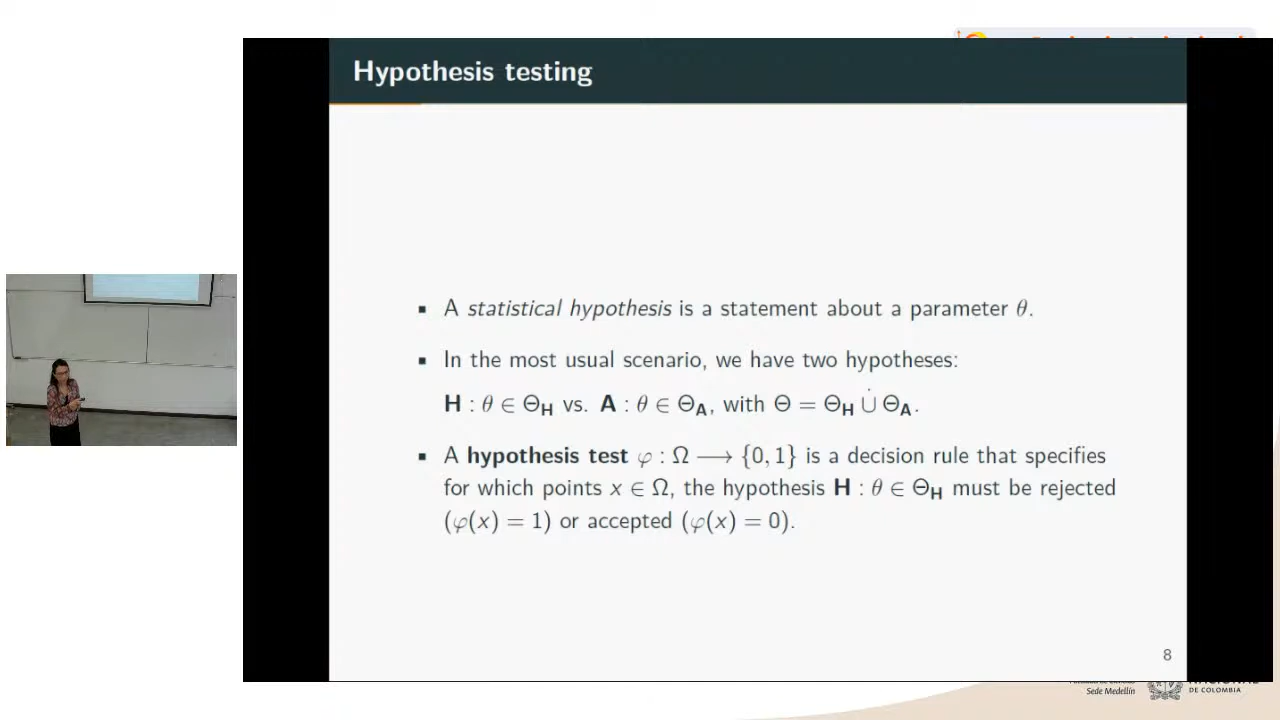 Hypothesis testing
▪ A statistical hypothesis is a statement about a parameter θ.
▪ In the most usual scenario, we have two hypotheses:
H : θ ∈ Θ_H vs. A : θ ∈ Θ_A, with Θ = Θ_H ∪̇ Θ_A.
▪ A hypothesis test φ : Ω ⟶ {0, 1} is a decision rule that specifies
for which points x ∈ Ω, the hypothesis H : θ ∈ Θ_H must be rejected
(φ(x) = 1) or accepted (φ(x) = 0).
8
Sede Medellín
DE COLOMBIA